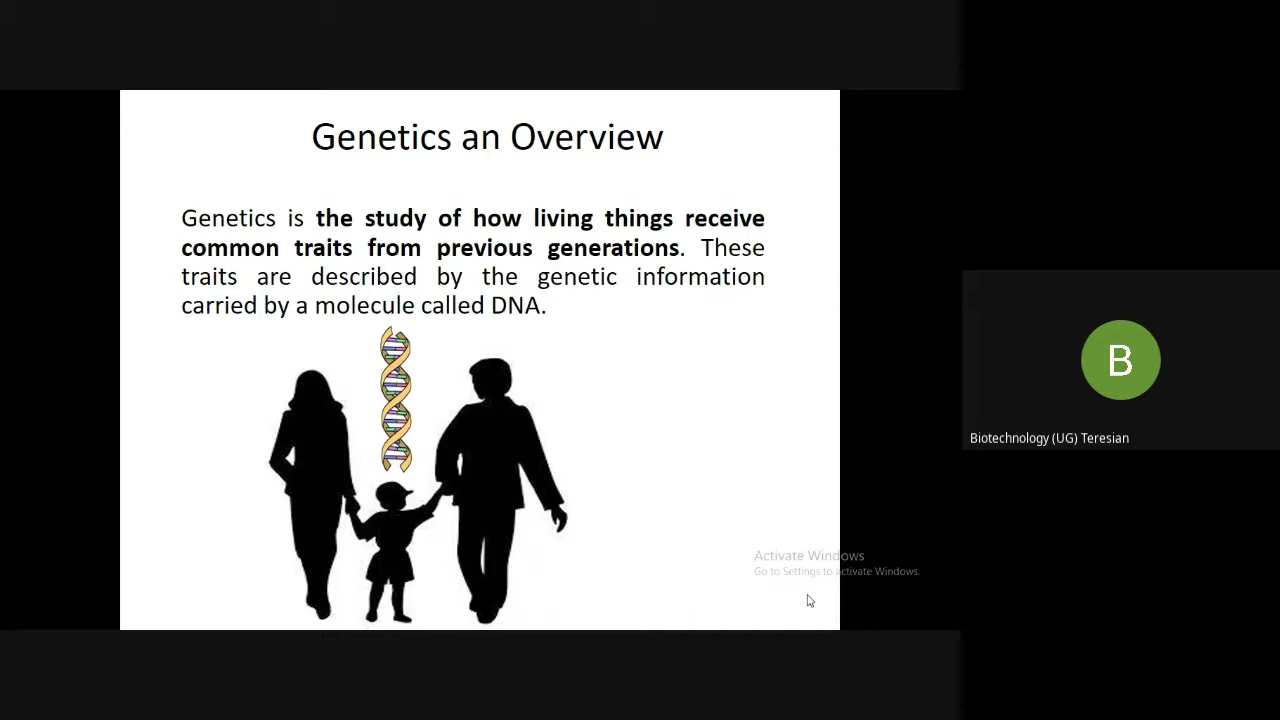 Genetics an Overview
Genetics is the study of how living things receive
common traits from previous generations. These
traits are described by the genetic information
carried by a molecule called DNA.
B
Biotechnology (UG) Teresian
Activate Windows
Go to Settings to activate Windows.